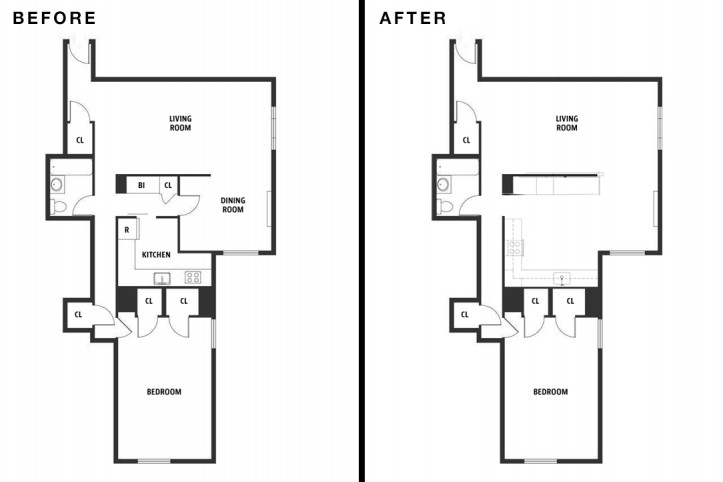 BEFORE
LIVING
ROOM
CL
BI
CL
DINING
ROOM
R
KITCHEN
CL
CL
CL
BEDROOM
AFTER
LIVING
ROOM
CL
CL
CL
CL
BEDROOM